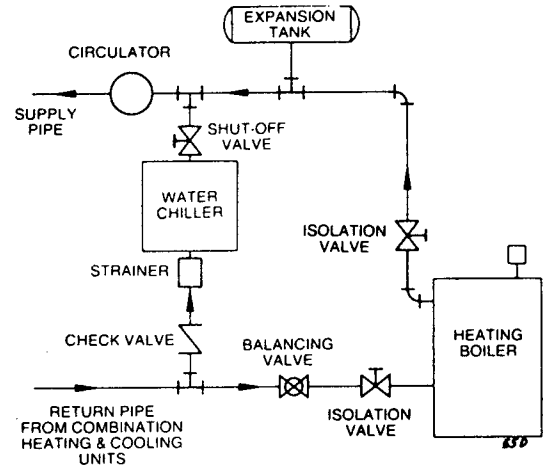 EXPANSION
TANK
CIRCULATOR
SUPPLY
PIPE
SHUT-OFF
VALVE
WATER
CHILLER
ISOLATION
VALVE
STRAINER
CHECK VALVE
BALANCING
VALVE
HEATING
BOILER
RETURN PIPE
FROM COMBINATION
HEATING & COOLING
UNITS
ISOLATION
VALVE